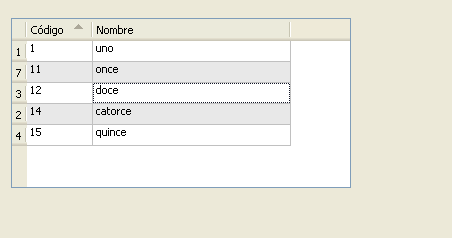 Código Nombre
1 1 uno
7 11 once
3 12 doce
2 14 catorce
4 15 quince